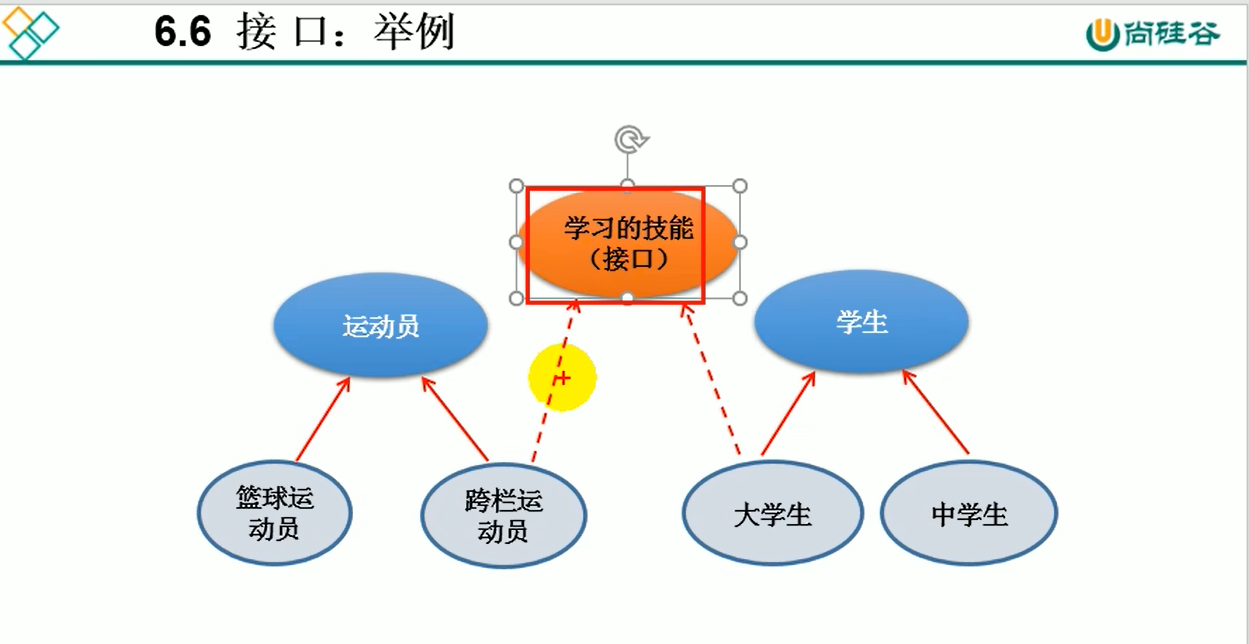 6.6 接 口：举例
尚硅谷
学习的技能
（接口）
运动员
学生
篮球运
动员
跨栏运
动员
大学生
中学生